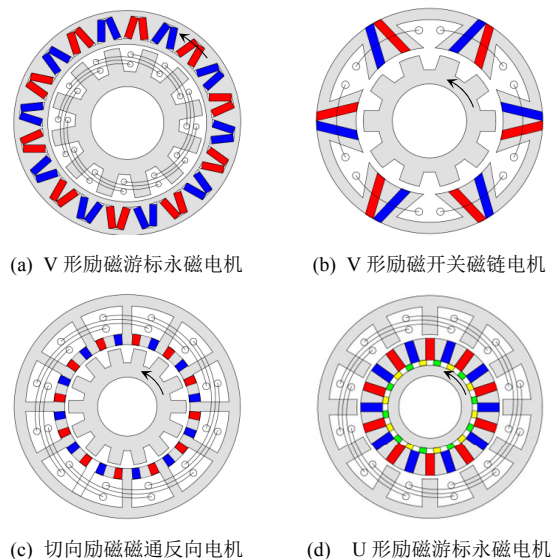 (a) V 形励磁游标永磁电机
(b) V 形励磁开关磁链电机
(c) 切向励磁磁通反向电机
(d) U 形励磁游标永磁电机